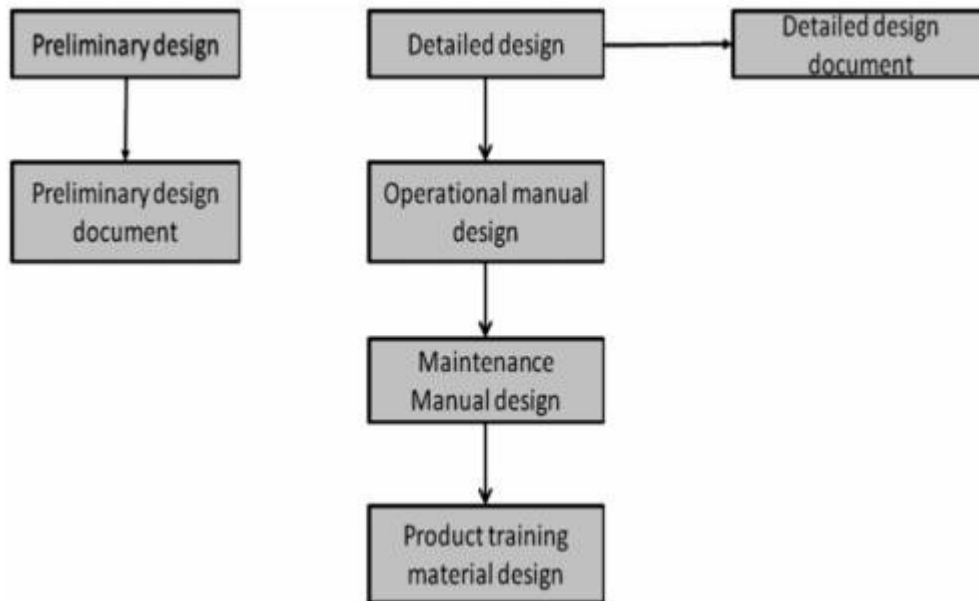 Preliminary design
Detailed design
Detailed design
document
Preliminary design
document
Operational manual
design
Maintenance
Manual design
Product training
material design